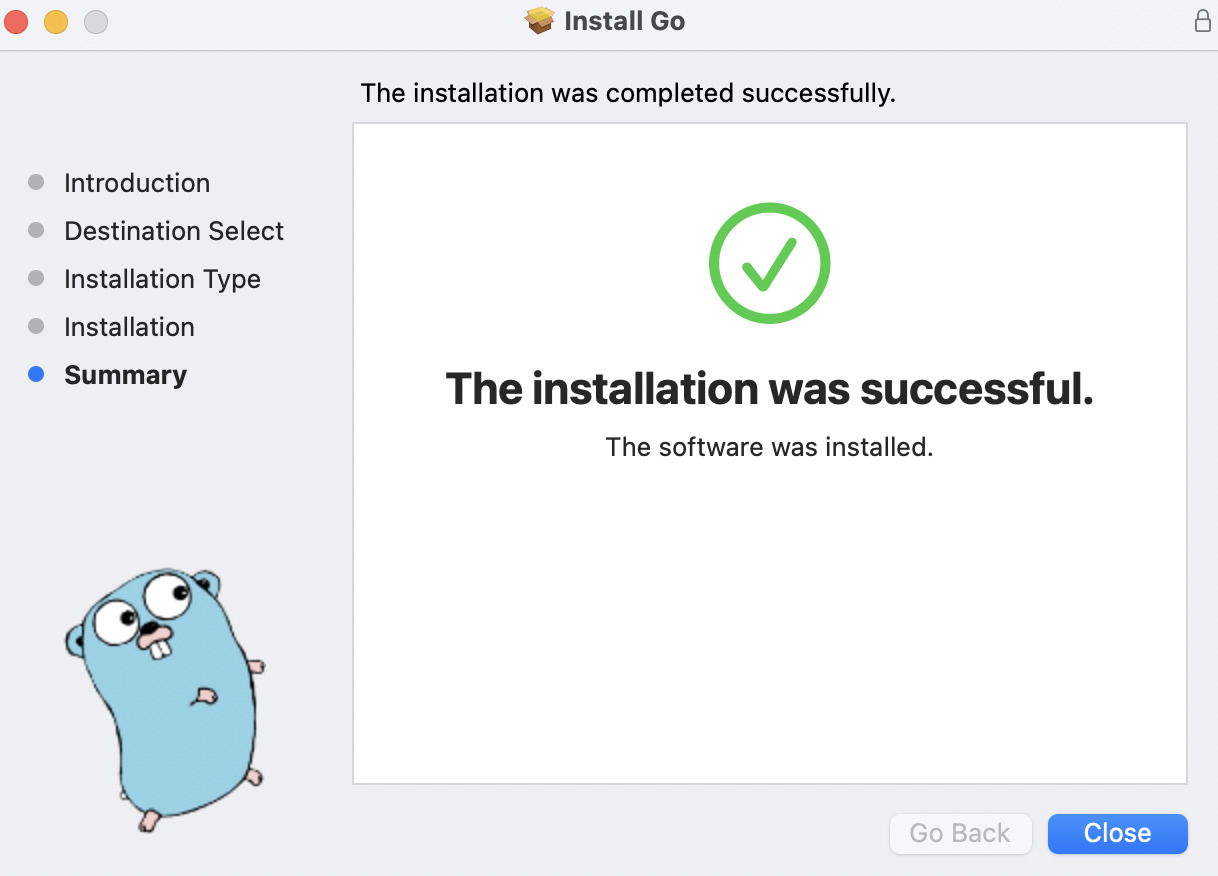 Install Go
The installation was completed successfully.
Introduction
Destination Select
Installation Type
Installation
Summary
The installation was successful.
The software was installed.
Go Back
Close